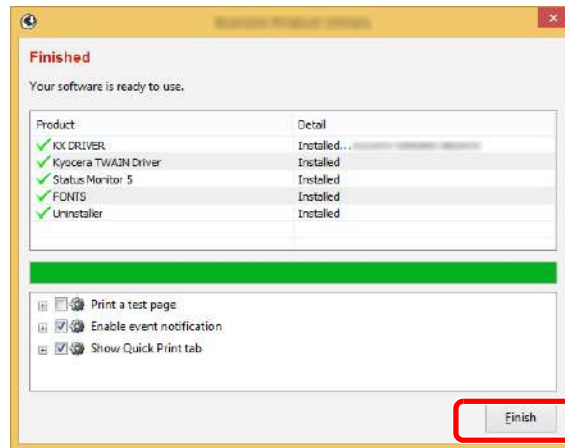 Finished
Your software is ready to use.
Product Detail
KX DRIVER Installed...
Kyocera TWAIN Driver Installed
Status Monitor 5 Installed
FONTS Installed
Uninstaller Installed
Print a test page
Enable event notification
Show Quick Print tab
Finish